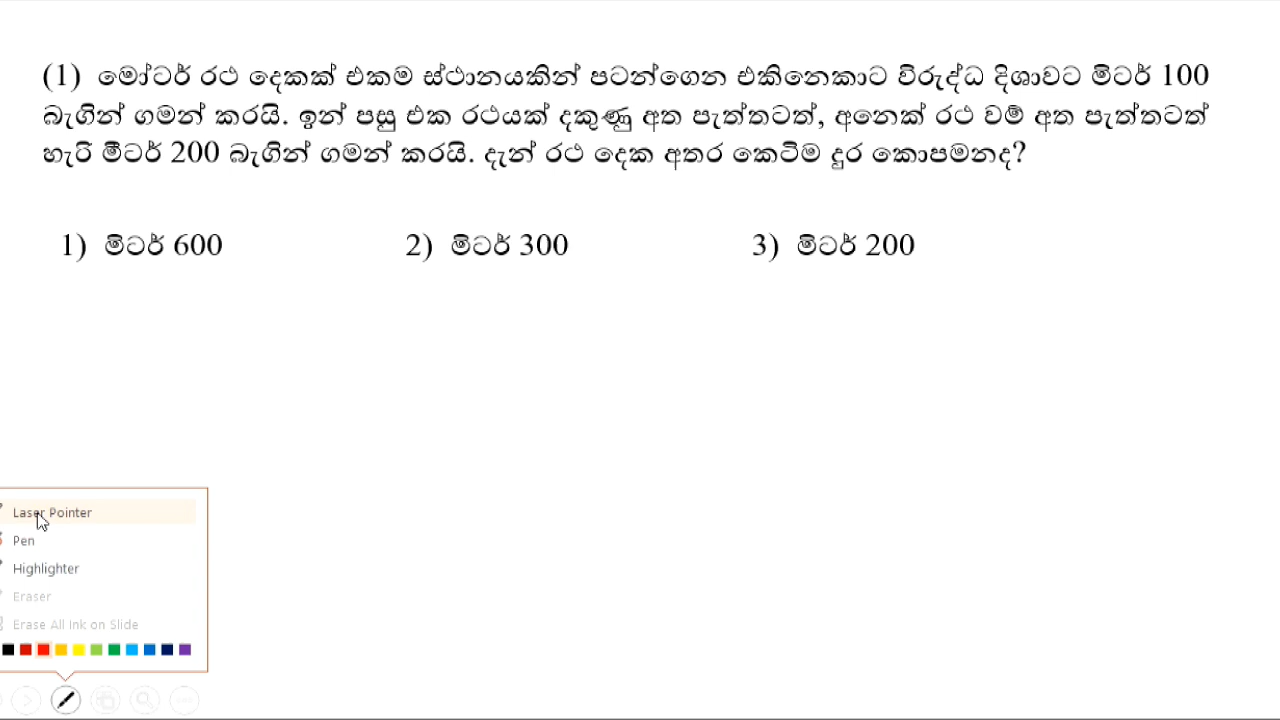 (1) මෝටර් රථ දෙකක් එකම ස්ථානයකින් පටන්ගෙන එකිනෙකාට විරුද්ධ දිශාවට මිටර් 100
බැගින් ගමන් කරයි. ඉන් පසු එක රථයක් දකුණු අත පැත්තටත්, අනෙක් රථ වම් අත පැත්තටත්
හැරි මීටර් 200 බැගින් ගමන් කරයි. දැන් රථ දෙක අතර කෙටිම දුර කොපමනද?
1) මිටර් 600 2) මිටර් 300 3) මිටර් 200
Laser Pointer
Pen
Highlighter
Eraser
Erase All Ink on Slide